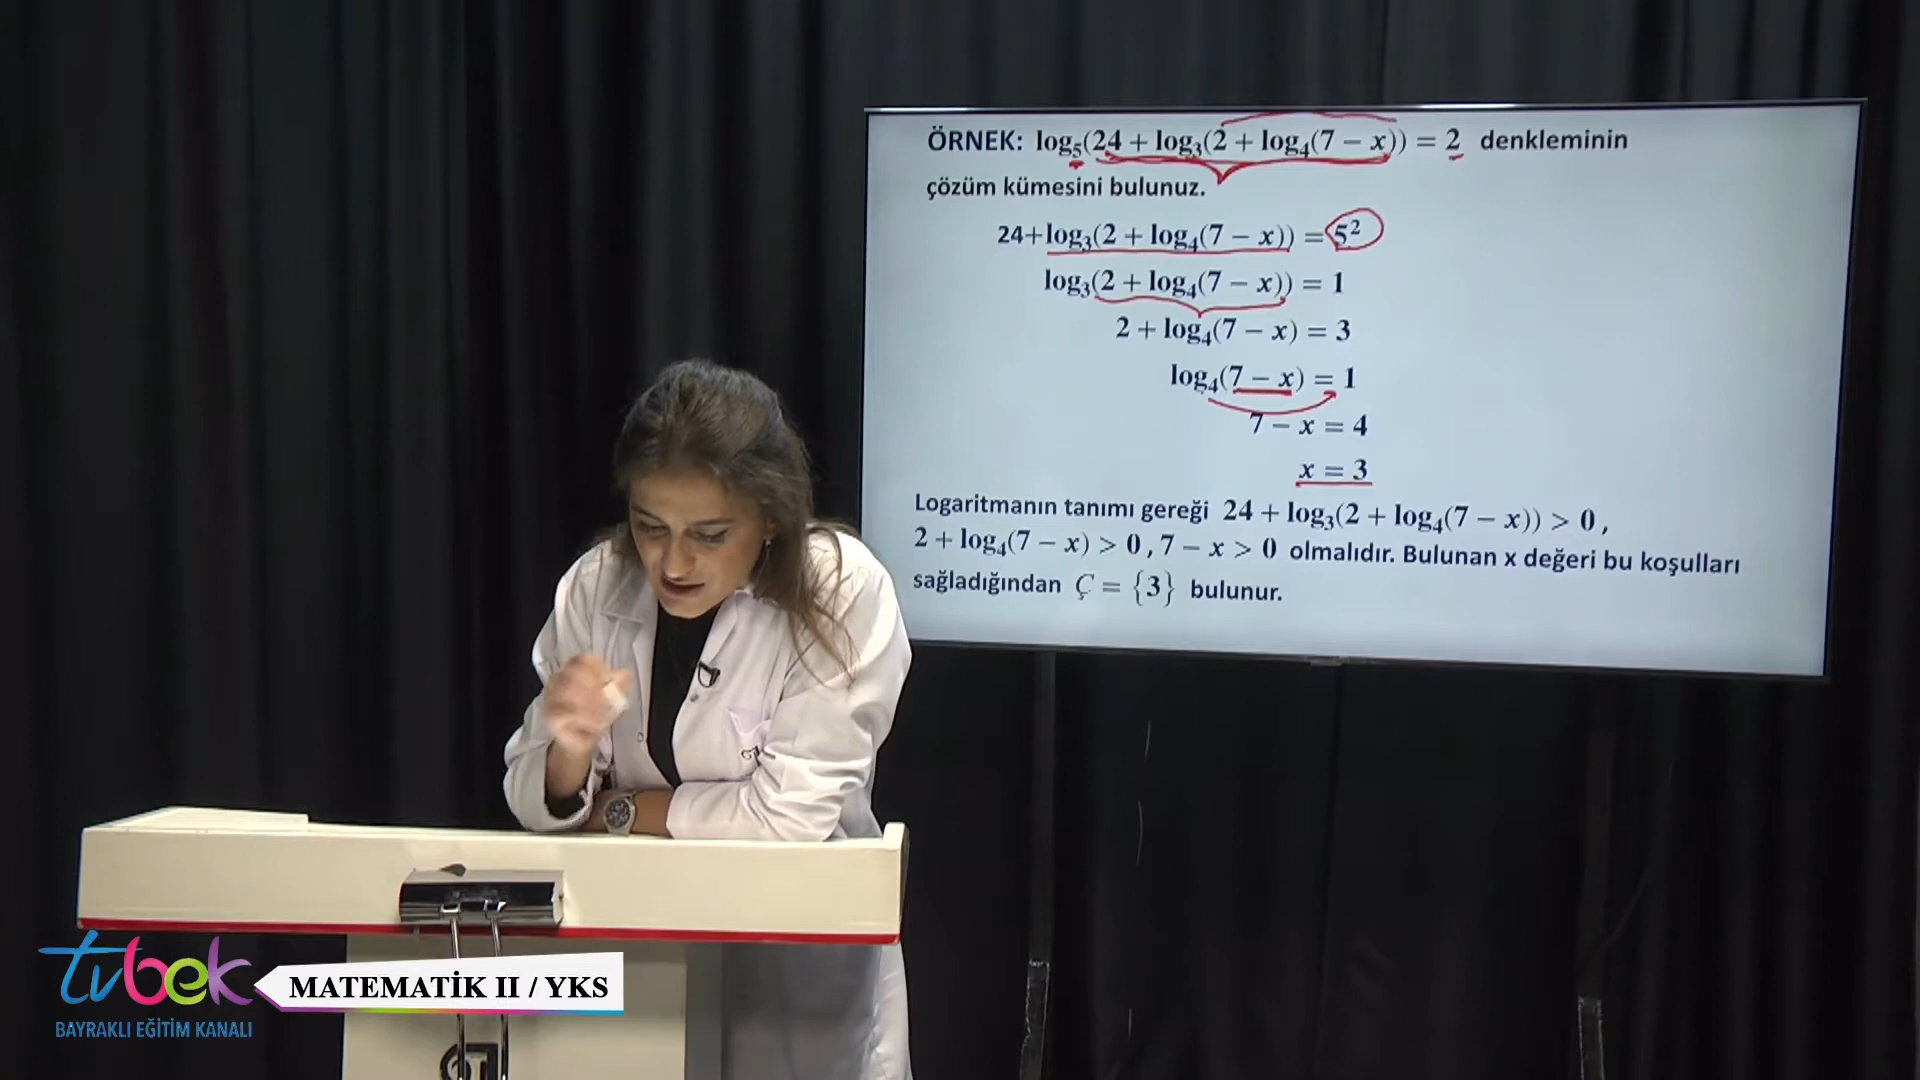 ÖRNEK: log₅(24 + log₃(2 + log₄(7 − x)) = 2 denkleminin
çözüm kümesini bulunuz.
24+log₃(2 + log₄(7 − x)) = 5²
log₃(2 + log₄(7 − x)) = 1
2 + log₄(7 − x) = 3
log₄(7 − x) = 1
7 − x = 4
x = 3
Logaritmanın tanımı gereği 24 + log₃(2 + log₄(7 − x)) > 0 ,
2 + log₄(7 − x) > 0 , 7 − x > 0 olmalıdır. Bulunan x değeri bu koşulları
sağladığından Ç = {3} bulunur.
tvbek
MATEMATİK II / YKS
BAYRAKLI EĞİTİM KANALI